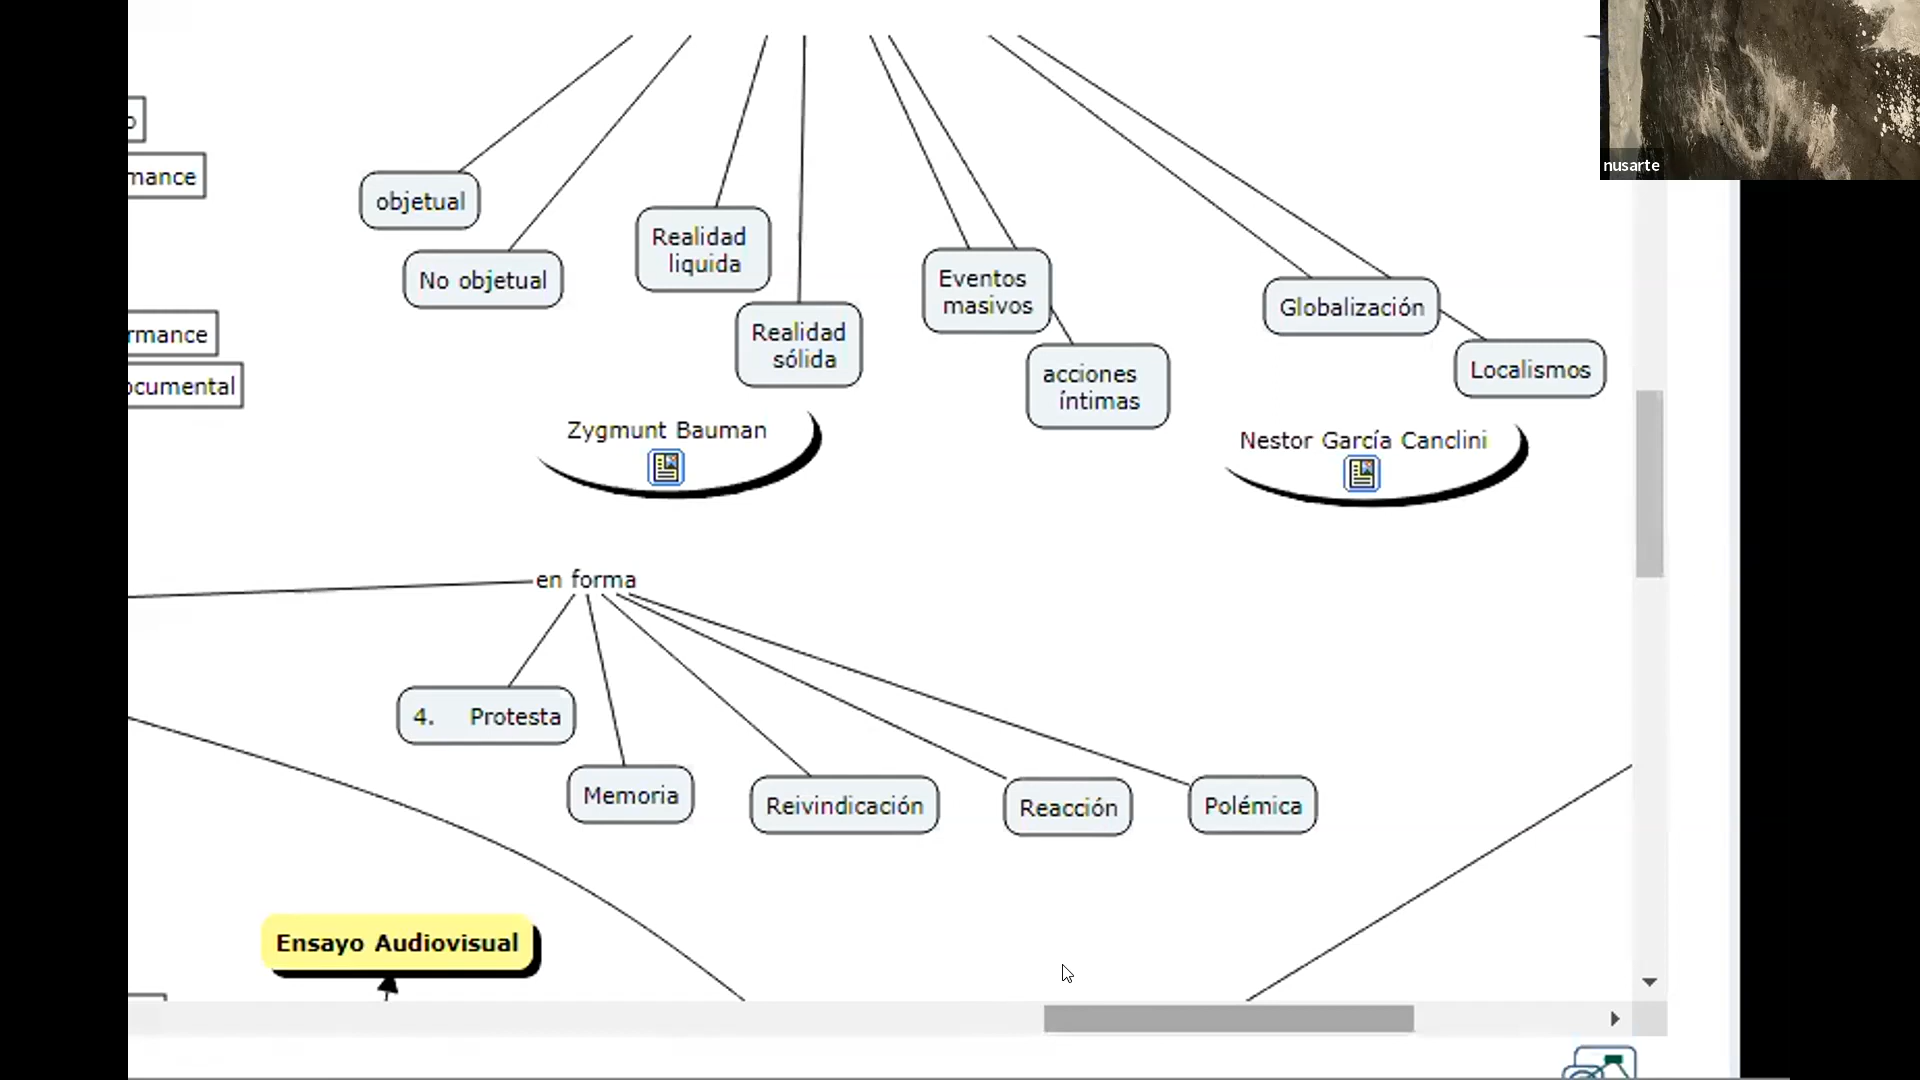 nusarte
mance
objetual
Realidad
liquida
No objetual
Eventos
masivos
Globalización
rmance
Realidad
sólida
Localismos
ocumental
acciones
íntimas
Zygmunt Bauman
Nestor García Canclini
en forma
4. Protesta
Memoria
Reivindicación
Reacción
Polémica
Ensayo Audiovisual